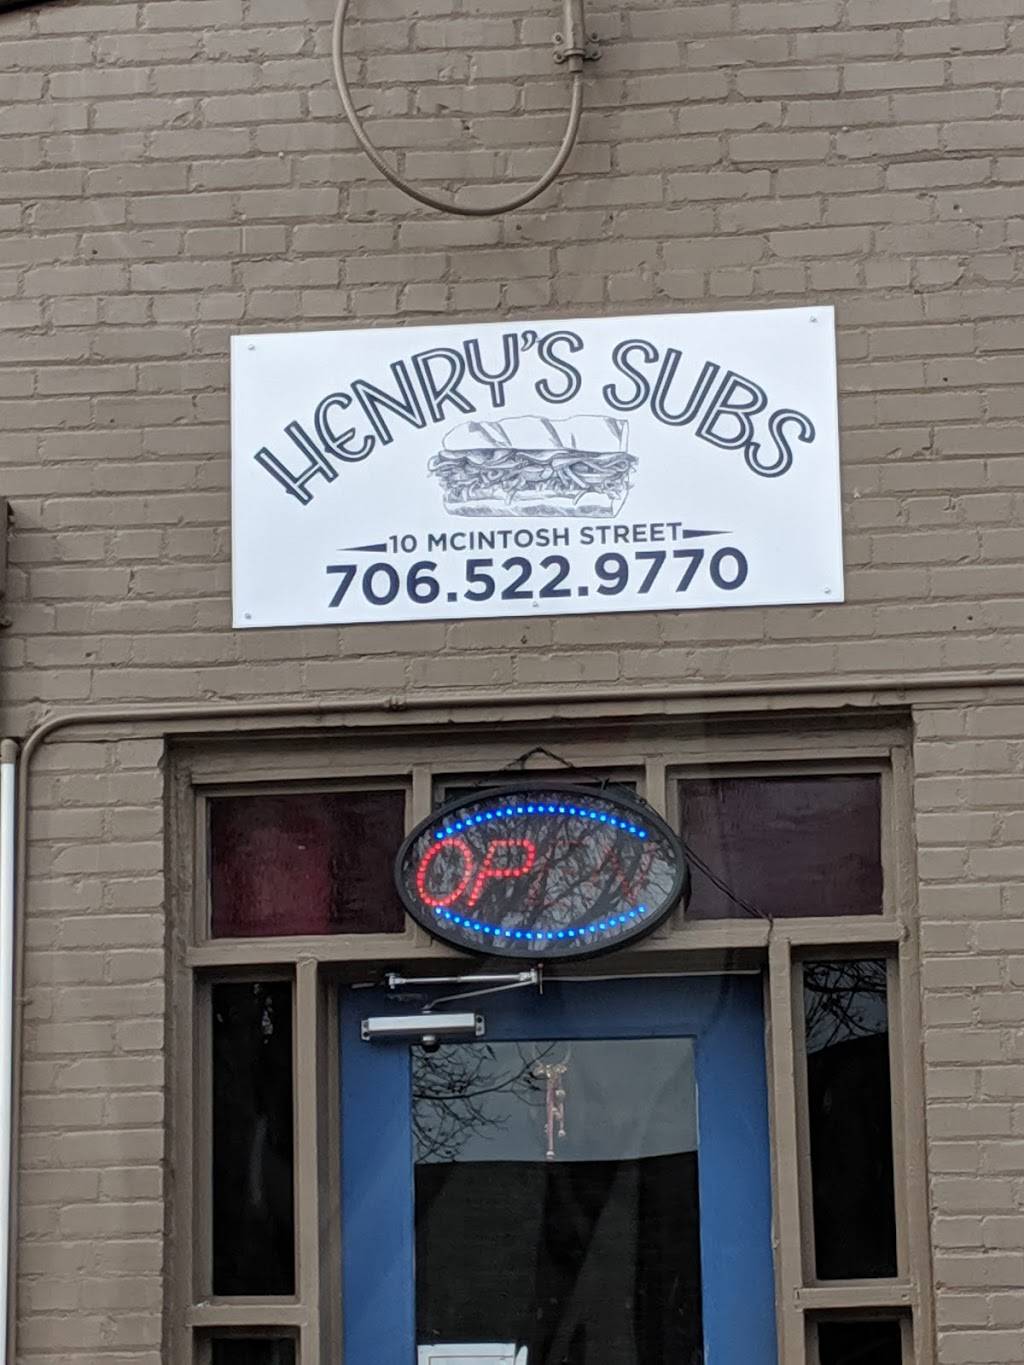 HENRY'S SUBS
10 MCINTOSH STREET
706.522.9770
OPEN